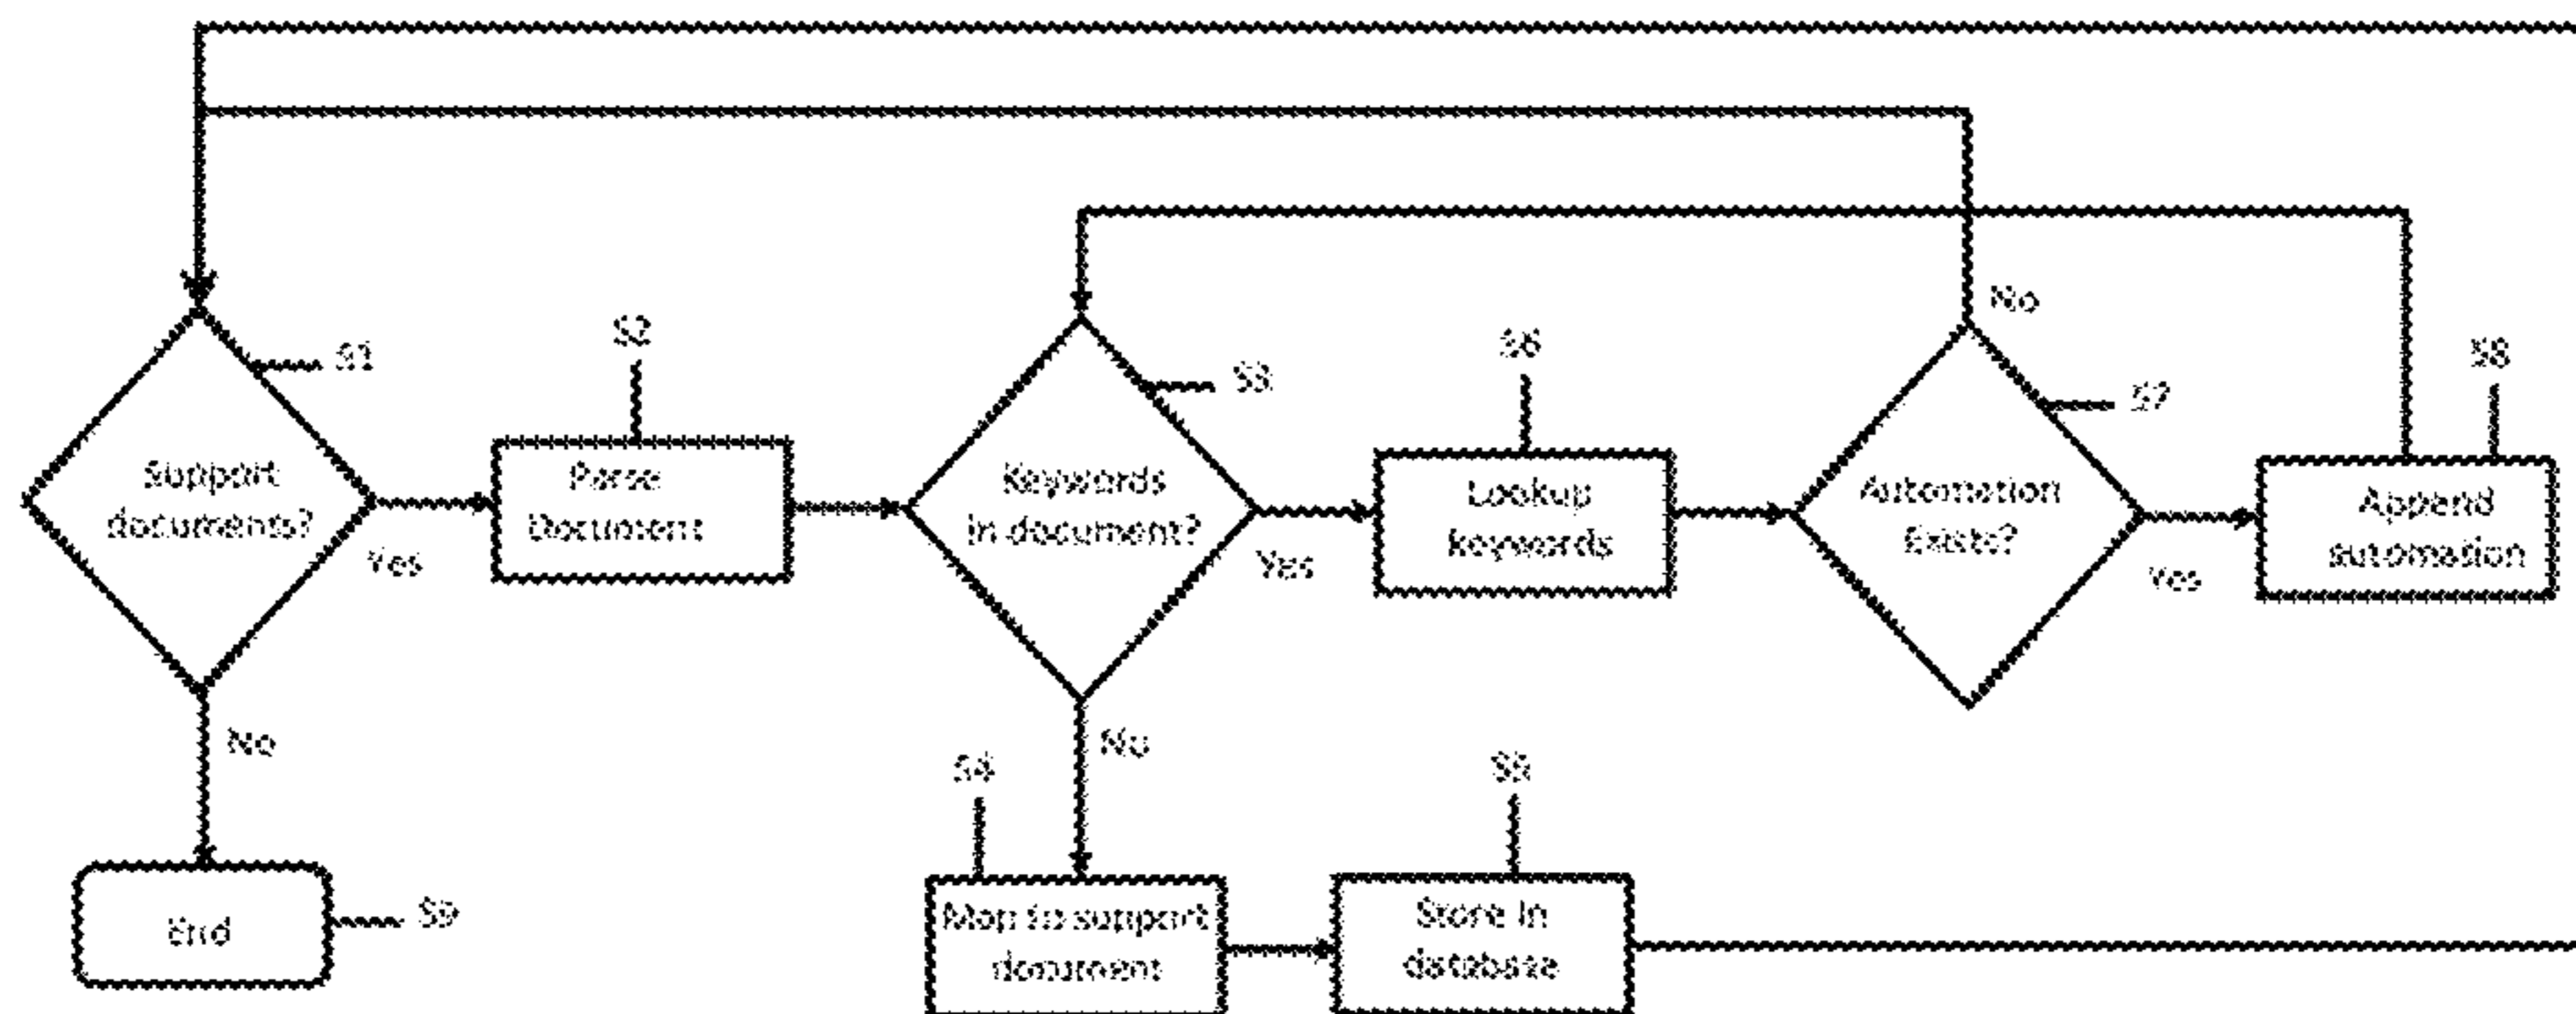 No
S1
S2
S3
S6
S7
S8
Support
documents?
Yes
Parse
Document
Keywords
in document?
Yes
Lookup
keywords
Automation
Exists?
Yes
Append
automation
No
No
S4
S5
End
S9
Map to support
document
Store in
database